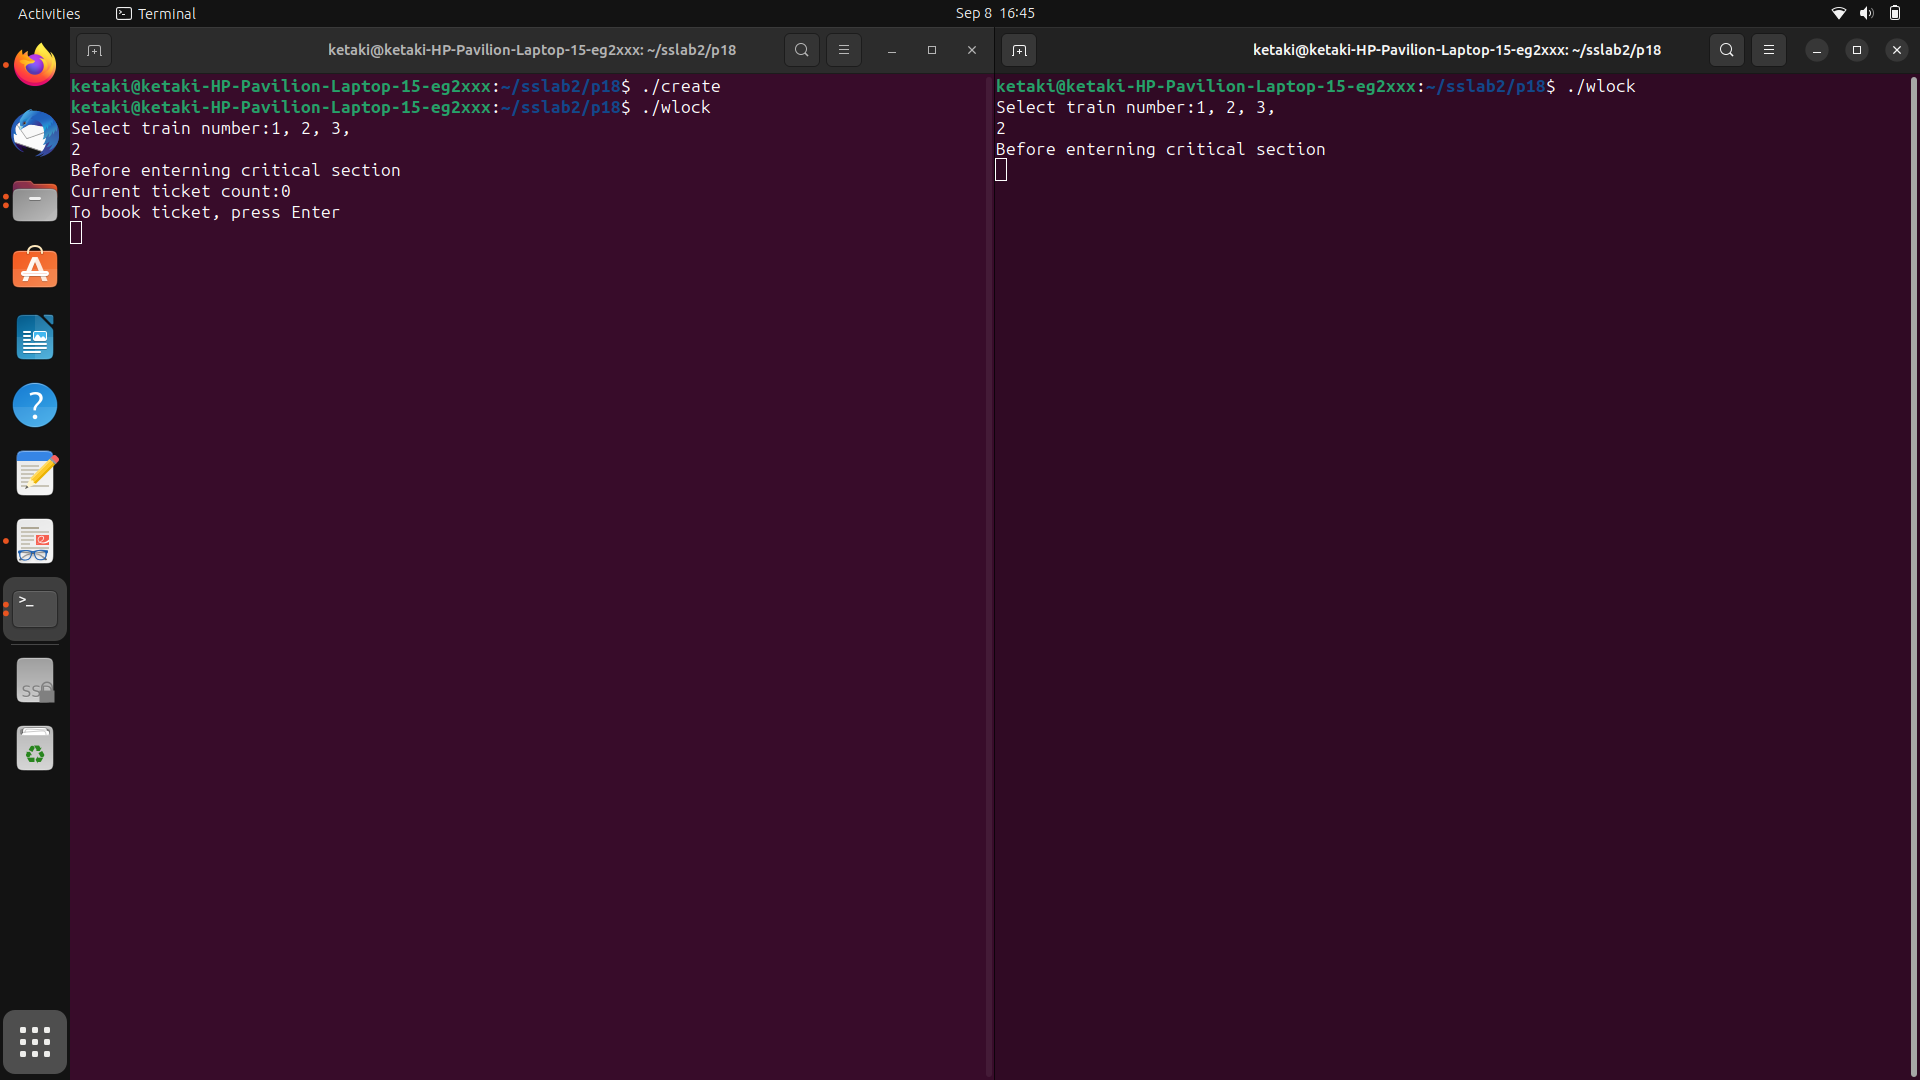 Activities Terminal Sep 8 16:45
ketaki@ketaki-HP-Pavilion-Laptop-15-eg2xxx: ~/sslab2/p18
ketaki@ketaki-HP-Pavilion-Laptop-15-eg2xxx:~/sslab2/p18$ ./create
ketaki@ketaki-HP-Pavilion-Laptop-15-eg2xxx:~/sslab2/p18$ ./wlock
Select train number:1, 2, 3,
2
Before enterning critical section
Current ticket count:0
To book ticket, press Enter
ketaki@ketaki-HP-Pavilion-Laptop-15-eg2xxx: ~/sslab2/p18
ketaki@ketaki-HP-Pavilion-Laptop-15-eg2xxx:~/sslab2/p18$ ./wlock
Select train number:1, 2, 3,
2
Before enterning critical section
SSD